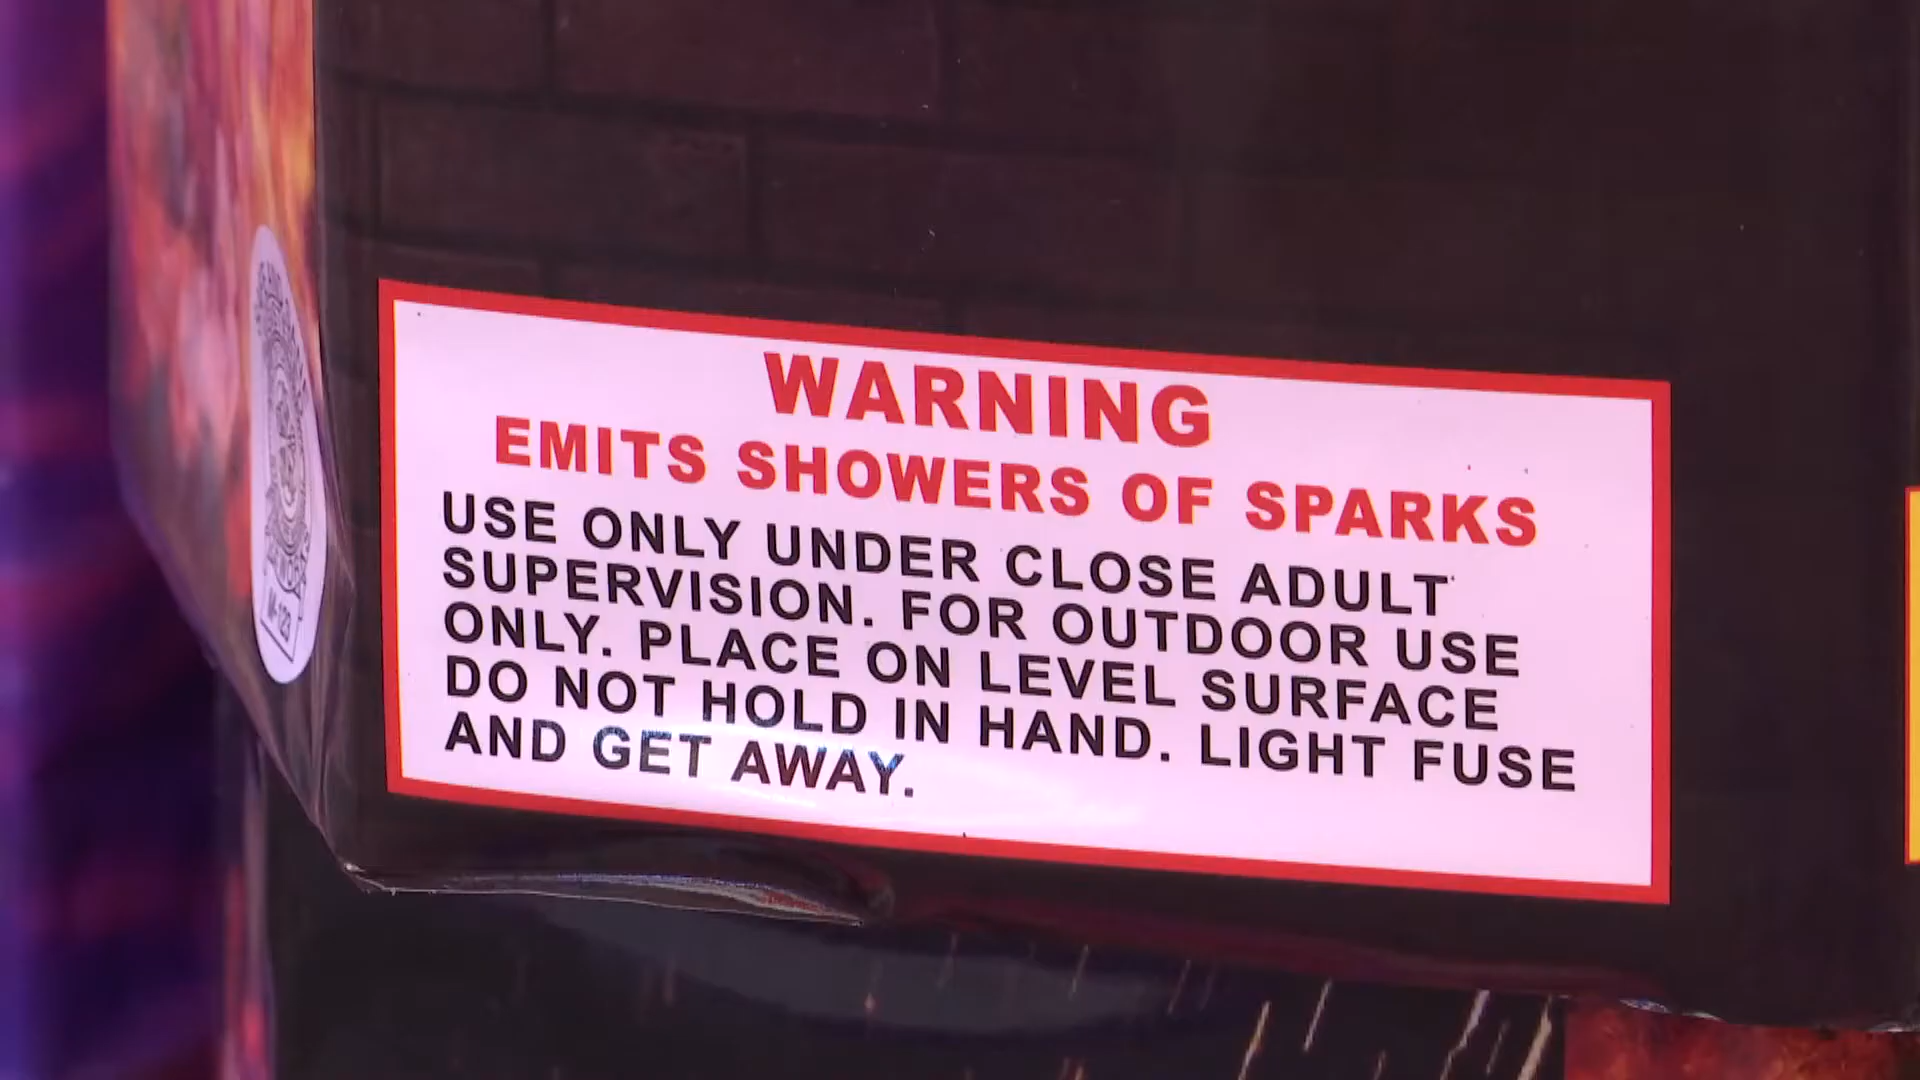 WARNING
EMITS SHOWERS OF SPARKS
USE ONLY UNDER CLOSE ADULT
SUPERVISION. FOR OUTDOOR USE
ONLY. PLACE ON LEVEL SURFACE
DO NOT HOLD IN HAND. LIGHT FUSE
AND GET AWAY.